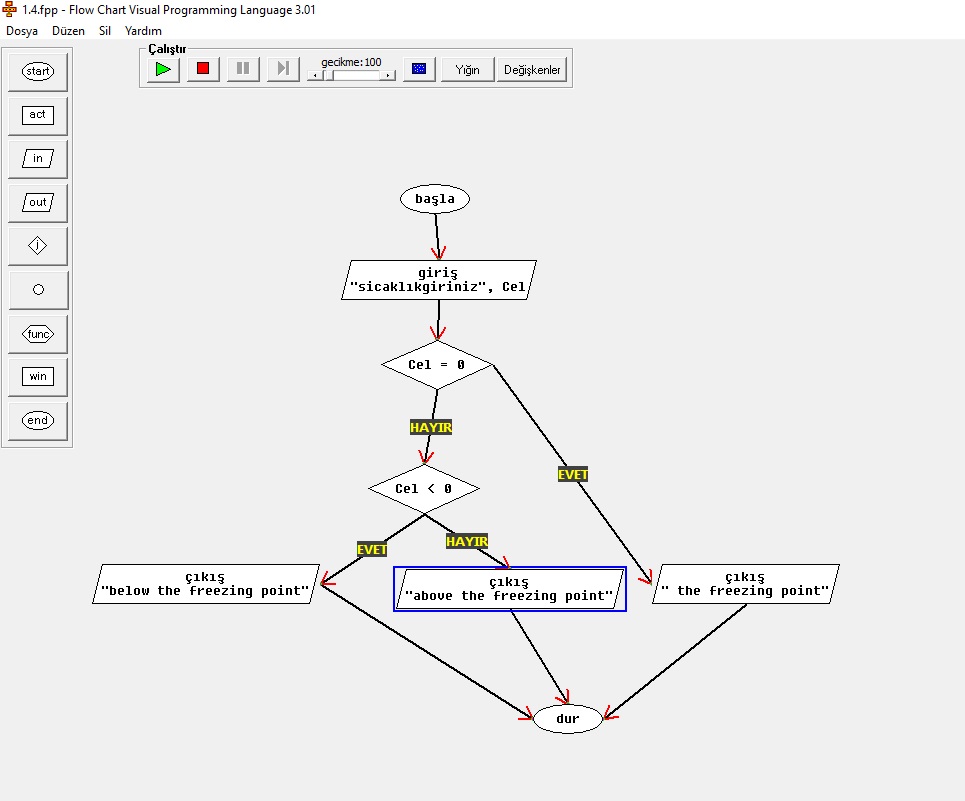 1.4.fpp - Flow Chart Visual Programming Language 3.01
Dosya Düzen Sil Yardım
Çalıştır
gecikme:100
Yığın
Değişkenler
start
act
in
out
j
func
win
end
başla
giriş
"sicaklıkgiriniz", Cel
Cel = 0
HAYIR
EVET
Cel < 0
EVET
HAYIR
çıkış
"below the freezing point"
çıkış
"above the freezing point"
çıkış
" the freezing point"
dur